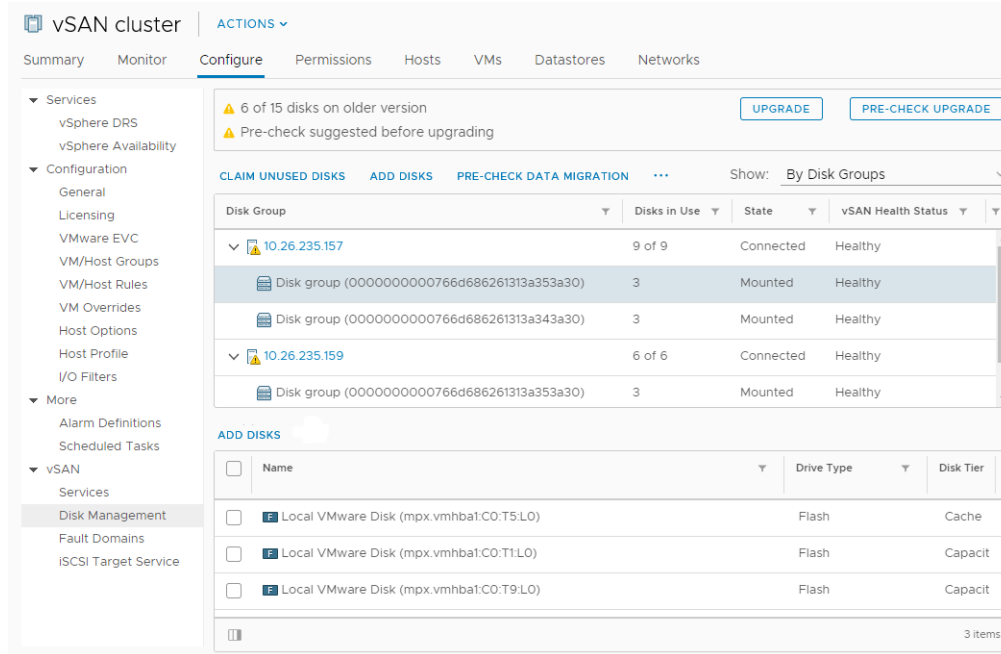 vSAN cluster ACTIONS
Summary Monitor Configure Permissions Hosts VMs Datastores Networks
Services
vSphere DRS
vSphere Availability
Configuration
General
Licensing
VMware EVC
VM/Host Groups
VM/Host Rules
VM Overrides
Host Options
Host Profile
I/O Filters
More
Alarm Definitions
Scheduled Tasks
vSAN
Services
Disk Management
Fault Domains
iSCSI Target Service
6 of 15 disks on older version UPGRADE PRE-CHECK UPGRADE
Pre-check suggested before upgrading
CLAIM UNUSED DISKS ADD DISKS PRE-CHECK DATA MIGRATION ... Show: By Disk Groups
Disk Group Disks in Use State vSAN Health Status
10.26.235.157 9 of 9 Connected Healthy
Disk group (0000000000766d686261313a353a30) 3 Mounted Healthy
Disk group (0000000000766d686261313a343a30) 3 Mounted Healthy
10.26.235.159 6 of 6 Connected Healthy
Disk group (0000000000766d686261313a353a30) 3 Mounted Healthy
ADD DISKS
Name Drive Type Disk Tier
F Local VMware Disk (mpx.vmhba1:C0:T5:L0) Flash Cache
F Local VMware Disk (mpx.vmhba1:C0:T1:L0) Flash Capacit
F Local VMware Disk (mpx.vmhba1:C0:T9:L0) Flash Capacit
3 items